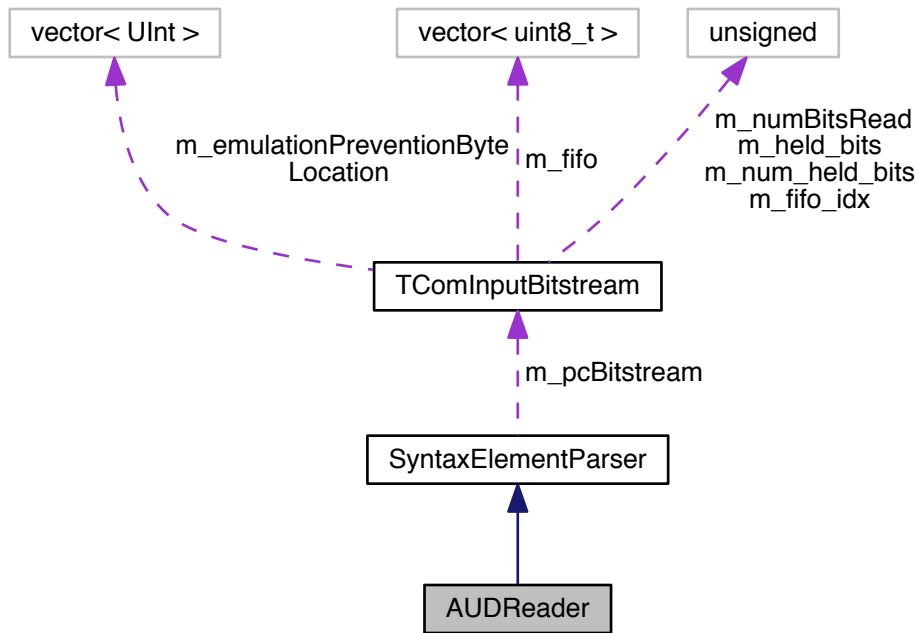 vector< UInt >
vector< uint8_t >
unsigned
m_emulationPreventionByte
Location
m_fifo
m_numBitsRead
m_held_bits
m_num_held_bits
m_fifo_idx
TComInputBitstream
m_pcBitstream
SyntaxElementParser
AUDReader